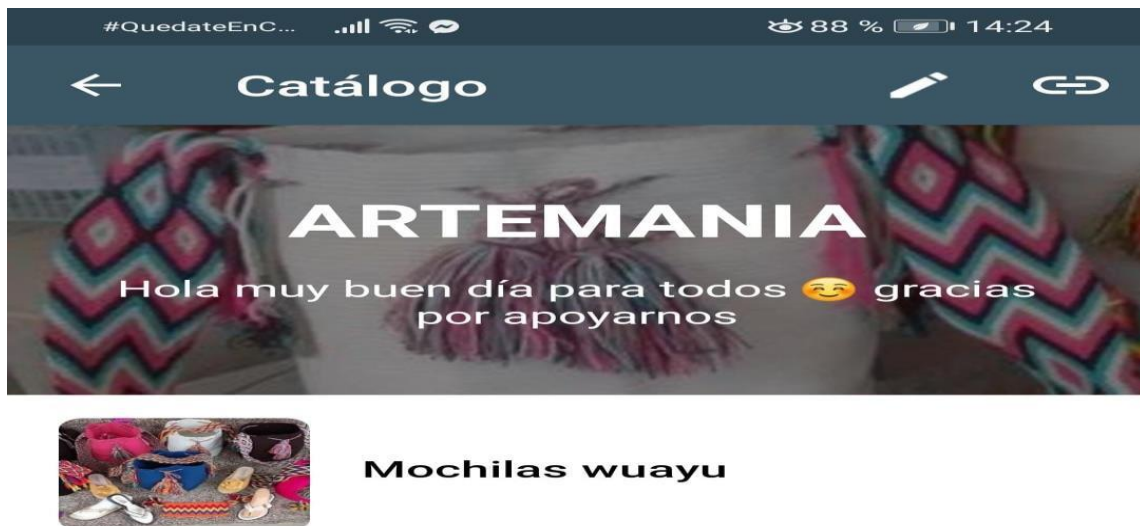 #QuedateEnC...
88 %
14:24
Catálogo
ARTEMANIA
Hola muy buen día para todos 😊 gracias
por apoyarnos
Mochilas wuayu